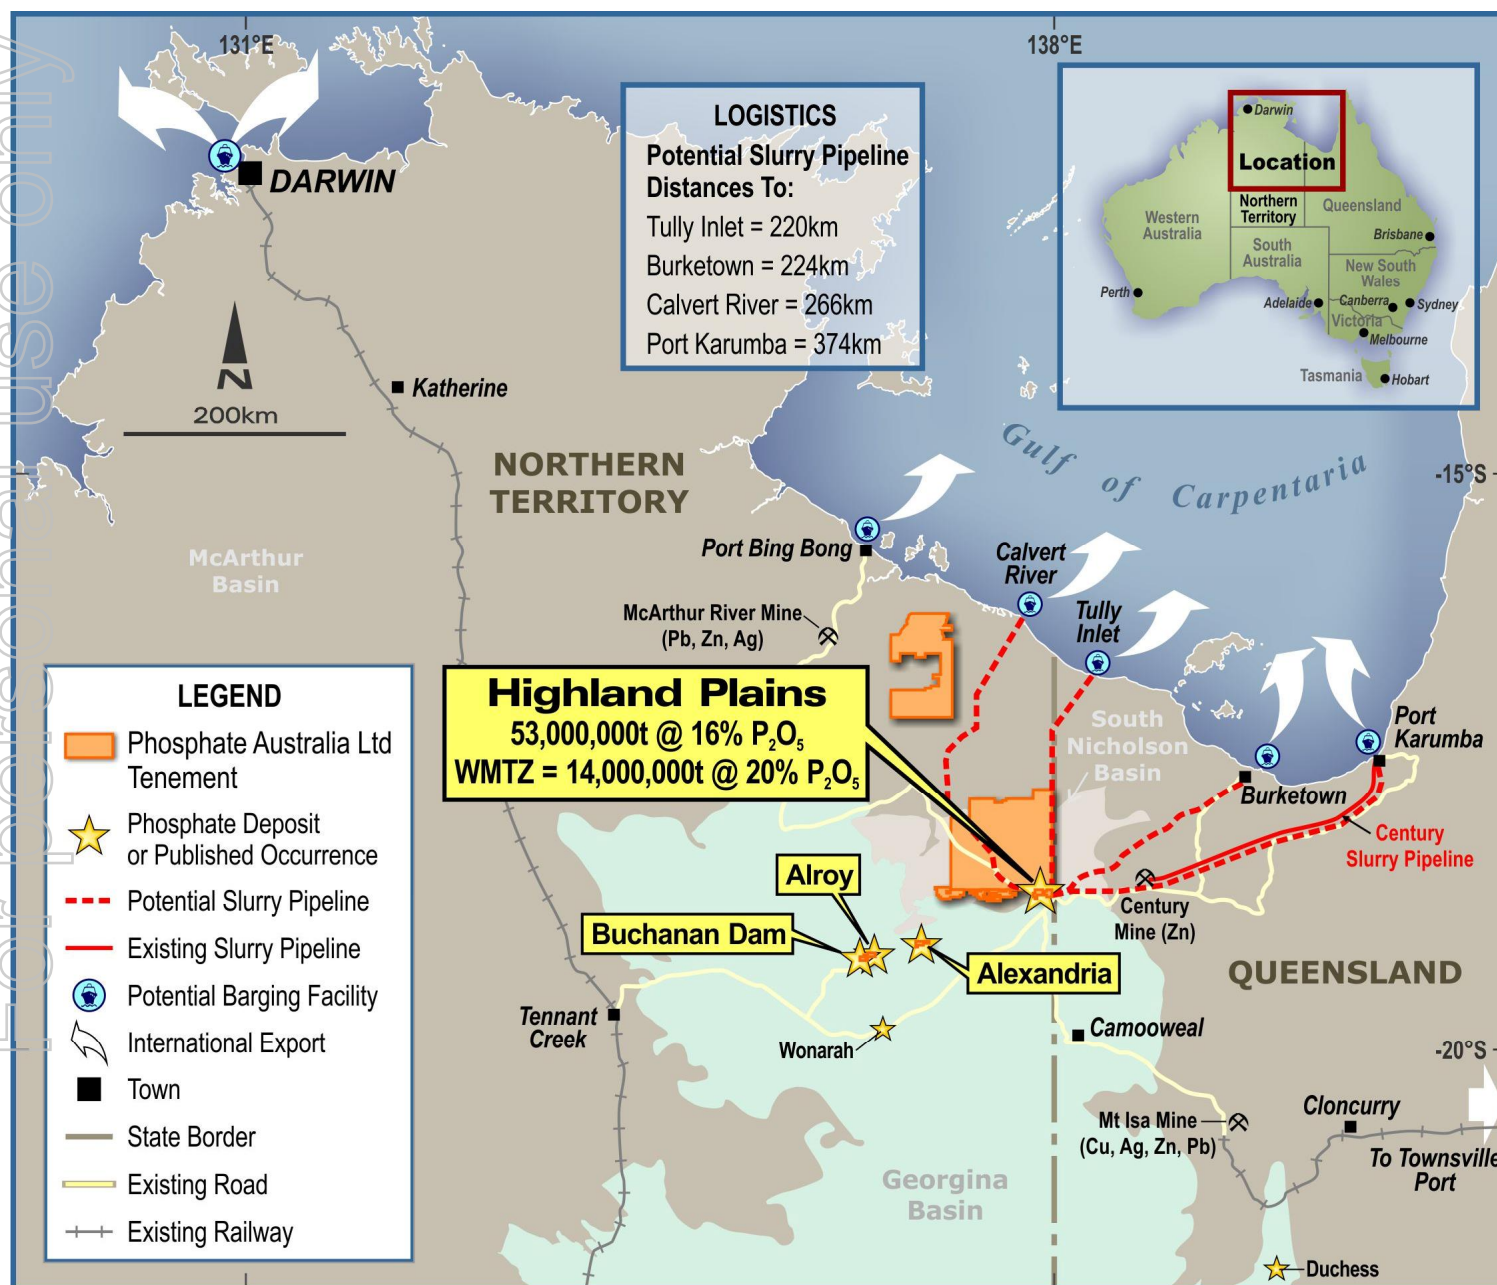 For personal use only
131°E
138°E
DARWIN
LOGISTICS
Potential Slurry Pipeline
Distances To:
Tully Inlet = 220km
Burketown = 224km
Calvert River = 266km
Port Karumba = 374km
Darwin
Location
Northern
Territory
Western
Australia
Queensland
South
Australia
Brisbane
New South
Wales
Perth
Adelaide
Canberra
Sydney
Victoria
Melbourne
Tasmania
Hobart
N
200km
Katherine
NORTHERN
TERRITORY
Gulf of Carpentaria
-15°S
McArthur
Basin
Port Bing Bong
Calvert
River
McArthur River Mine
(Pb, Zn, Ag)
Tully
Inlet
Highland Plains
53,000,000t @ 16% P₂O₅
WMTZ = 14,000,000t @ 20% P₂O₅
South
Nicholson
Basin
Port
Karumba
Burketown
Century
Slurry Pipeline
Century
Mine (Zn)
Alroy
Buchanan Dam
Alexandria
QUEENSLAND
Tennant
Creek
Wonarah
Camooweal
-20°S
Mt Isa Mine
(Cu, Ag, Zn, Pb)
Cloncurry
To Townsville
Port
Georgina
Basin
Duchess
LEGEND
Phosphate Australia Ltd
Tenement
Phosphate Deposit
or Published Occurrence
Potential Slurry Pipeline
Existing Slurry Pipeline
Potential Barging Facility
International Export
Town
State Border
Existing Road
Existing Railway